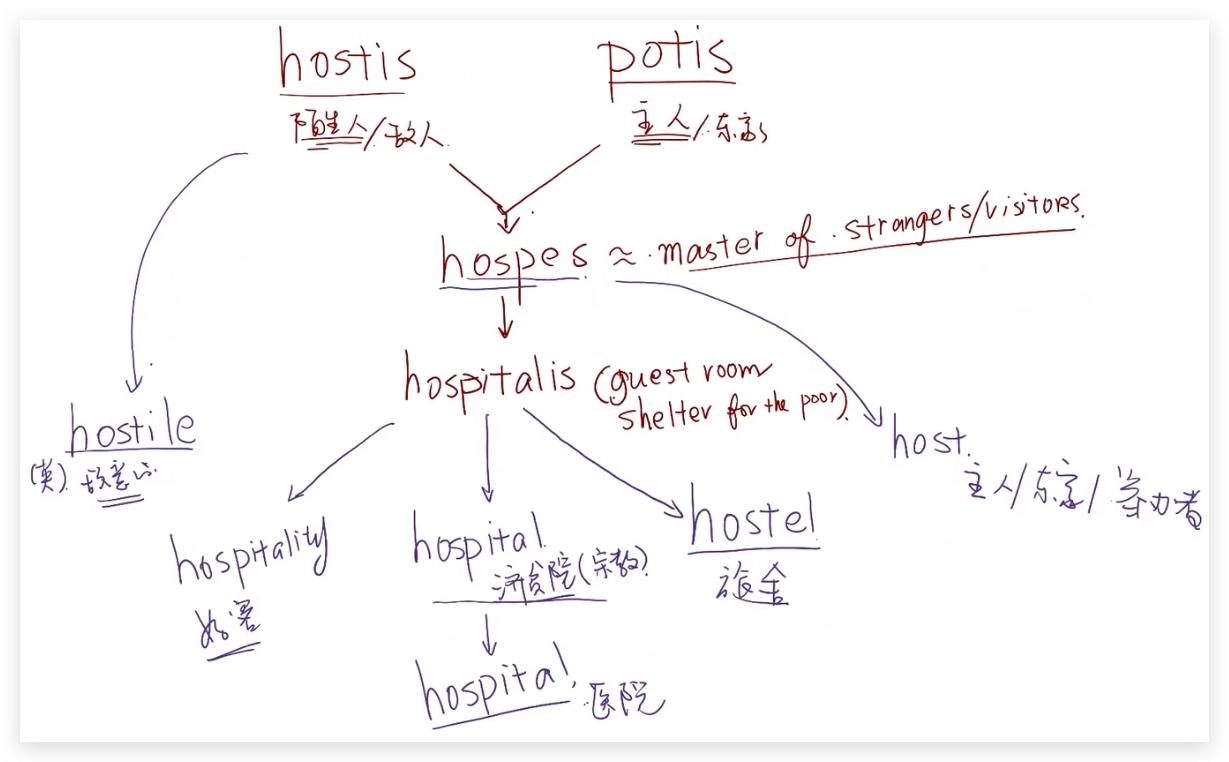 hostis
陌生人/敌人
potis
主人/东家
hospes ≈ master of strangers/visitors.
hospitalis (guest room
shelter for the poor)
hostile
(英) 敌意的
host.
主人/东家/筹办者
hospitality
好客
hospital
济贫院(宗教)
hostel
旅舍
hospital
医院